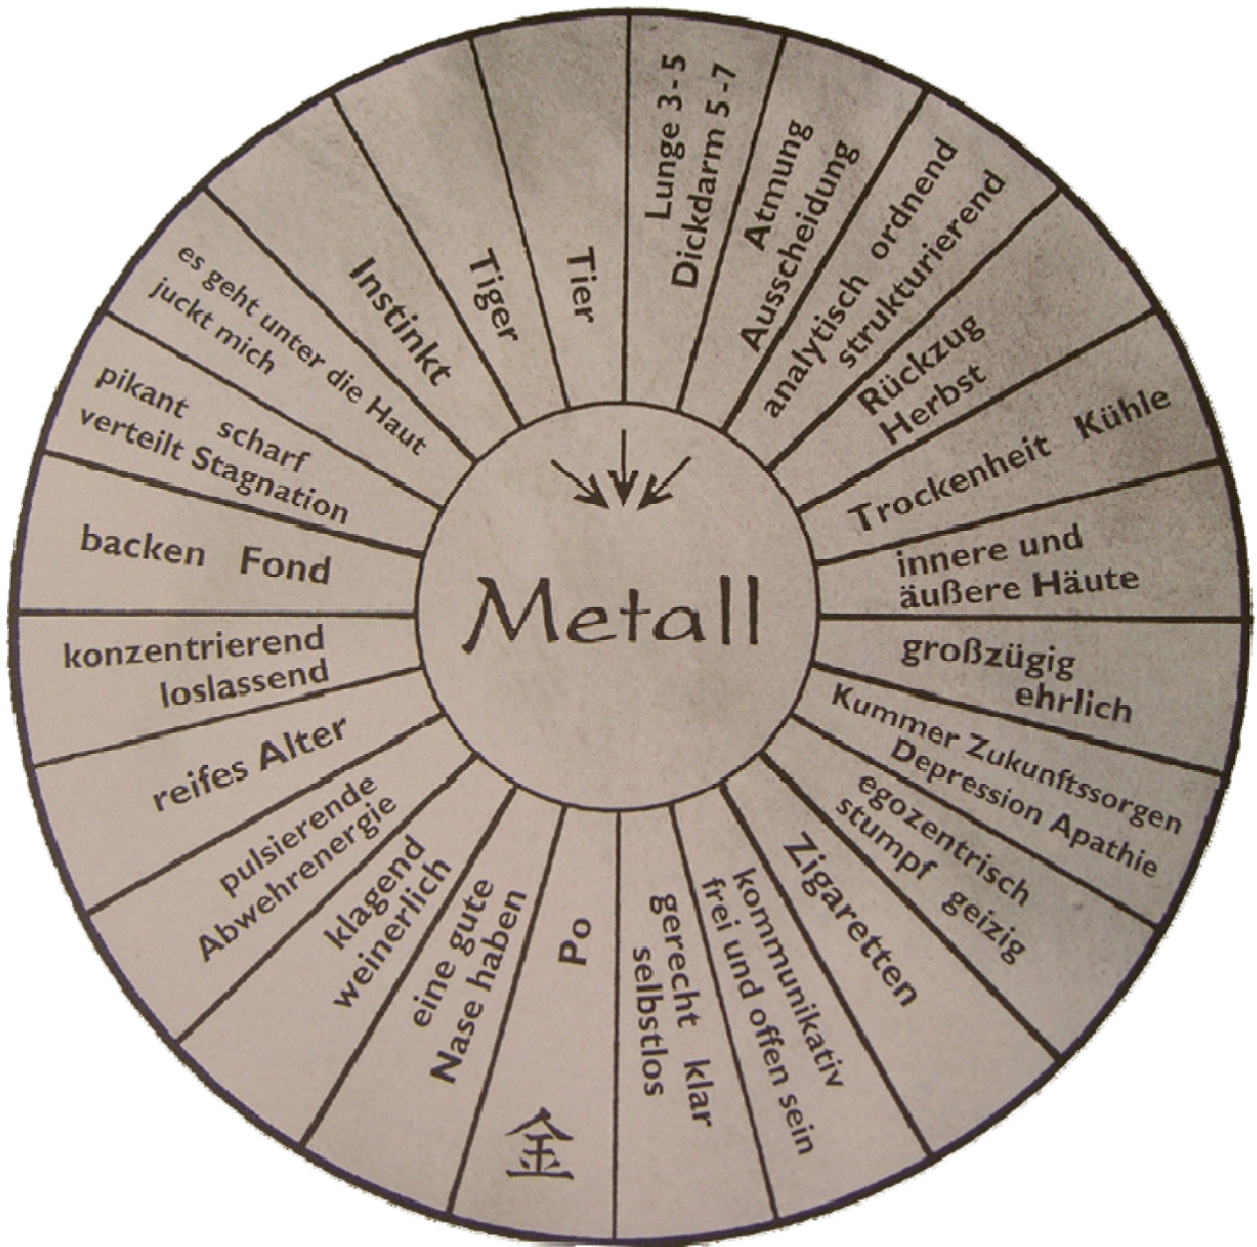 Metall
Lunge 3-5
Dickdarm 5-7
Atmung
Ausscheidung
analytisch ordnend
strukturierend
Rückzug
Herbst
Trockenheit Kühle
innere und
äußere Häute
großzügig
ehrlich
Kummer Zukunftssorgen
Depression Apathie
egozentrisch
stumpf geizig
Zigaretten
kommunikativ
frei und offen sein
gerecht klar
selbstlos
Po
金
eine gute
Nase haben
klagend
weinerlich
pulsierende
Abwehrenergie
reifes Alter
konzentrierend
loslassend
backen Fond
pikant scharf
verteilt Stagnation
es geht unter die Haut
juckt mich
Instinkt
Tiger
Tier